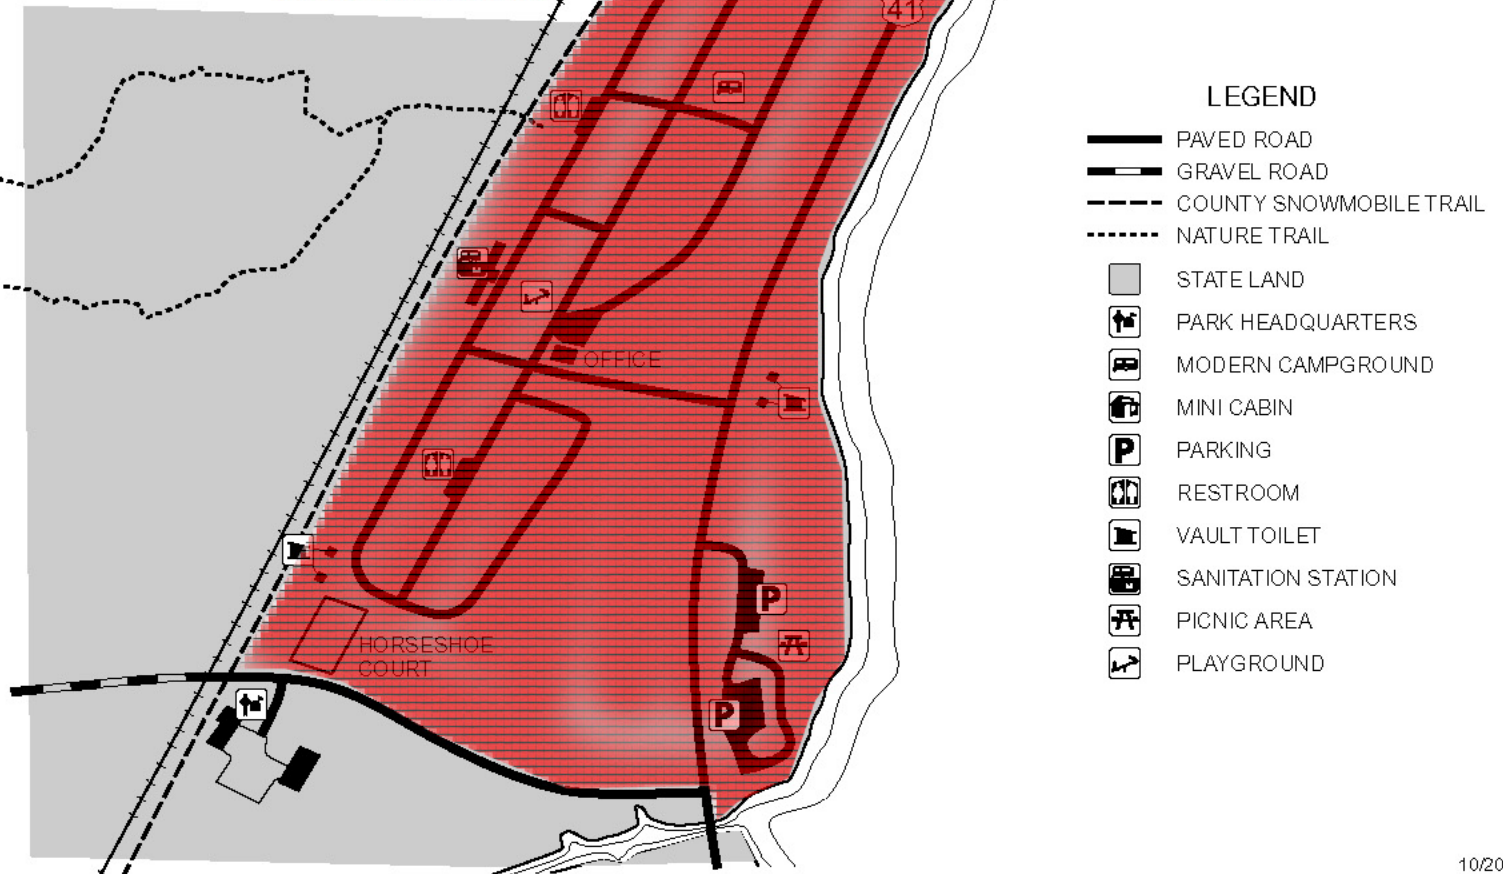 41
OFFICE
P
HORSESHOE
COURT
P
LEGEND
PAVED ROAD
GRAVEL ROAD
COUNTY SNOWMOBILE TRAIL
NATURE TRAIL
STATE LAND
PARK HEADQUARTERS
MODERN CAMPGROUND
MINI CABIN
P PARKING
RESTROOM
VAULT TOILET
SANITATION STATION
PICNIC AREA
PLAYGROUND
10/20